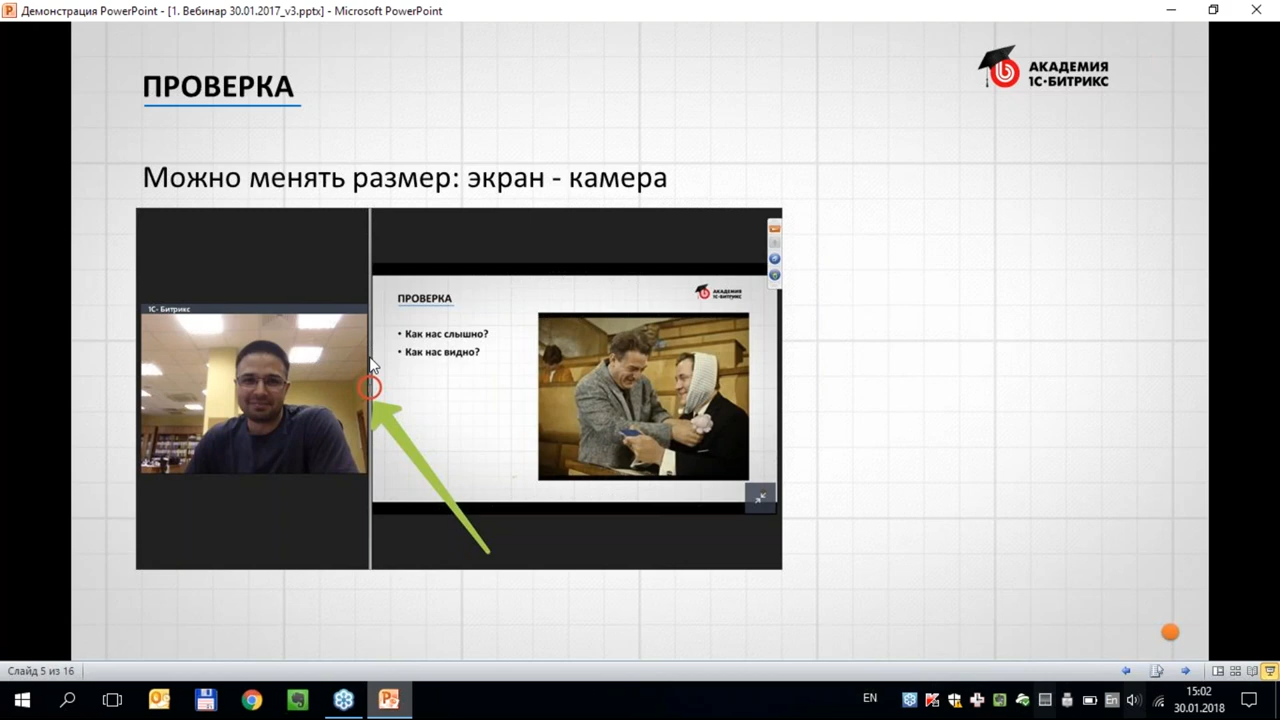 Демонстрация PowerPoint - [1. Вебинар 30.01.2017_v3.pptx] - Microsoft PowerPoint
ПРОВЕРКА
АКАДЕМИЯ
1С·БИТРИКС
Можно менять размер: экран - камера
1С- Битрикс
ПРОВЕРКА
АКАДЕМИЯ
1С·БИТРИКС
• Как нас слышно?
• Как нас видно?
Слайд 5 из 16
EN
En
15:02
30.01.2018